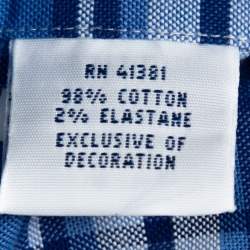 RN 41381
98% COTTON
2% ELASTANE
EXCLUSIVE OF
DECORATION